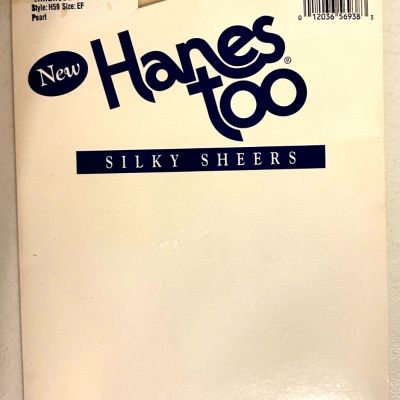 Style: H59 Size: EF
Pearl
0 12036 56938 3
New
Hanes
too®
SILKY SHEERS